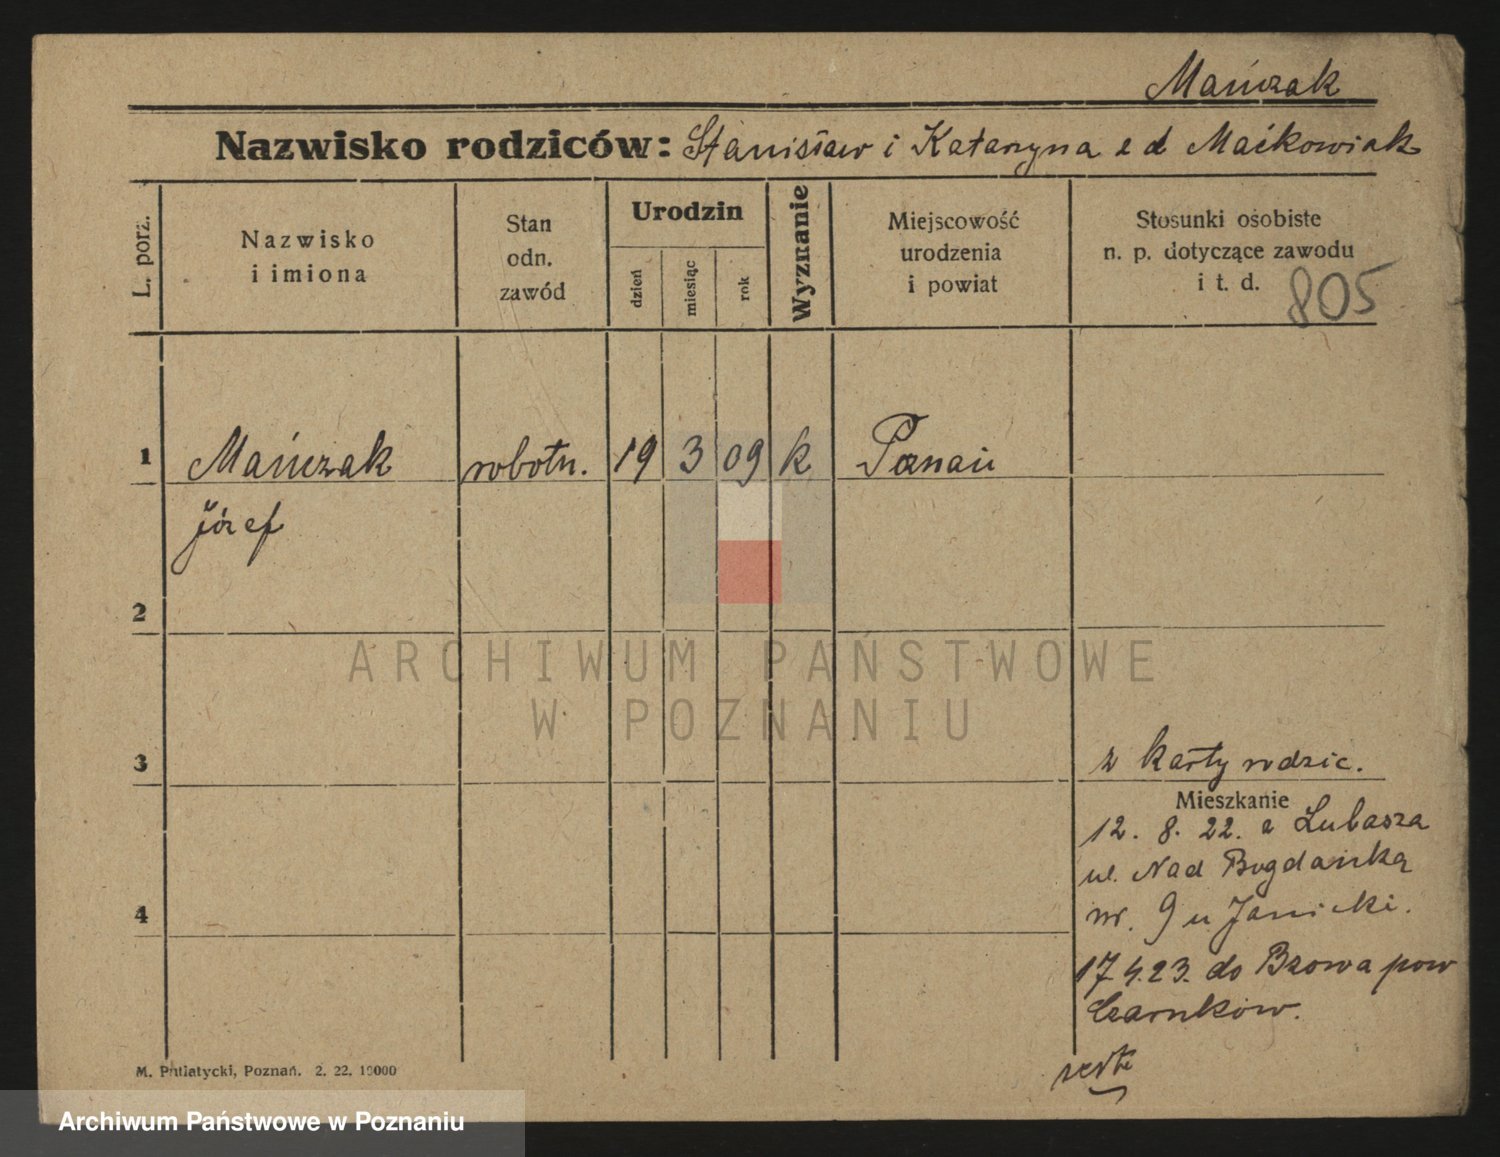 Mańczak
Nazwisko rodziców: Stanisław i Katarzyna z d Maćkowiak
L. porz.
Nazwisko
i imiona
Stan
odn.
zawód
Urodzin
dzień
miesiąc
rok
Wyznanie
Miejscowość
urodzenia
i powiat
Stosunki osobiste
n. p. dotyczące zawodu
i t. d.
805
1 Mańczak robotn. 19 3 09 k Poznań
Józef
2
3
z karty rodzic.
Mieszkanie
12. 8. 22. z Lubasza
ul. Nad Bogdanką
nr. 9 u Janicki.
4
17.4.23. do Bzowa pow
Czarnków.
M. Putiatycki, Poznań. 2. 22. 10000
ARCHIWUM PAŃSTWOWE
W POZNANIU
Archiwum Państwowe w Poznaniu